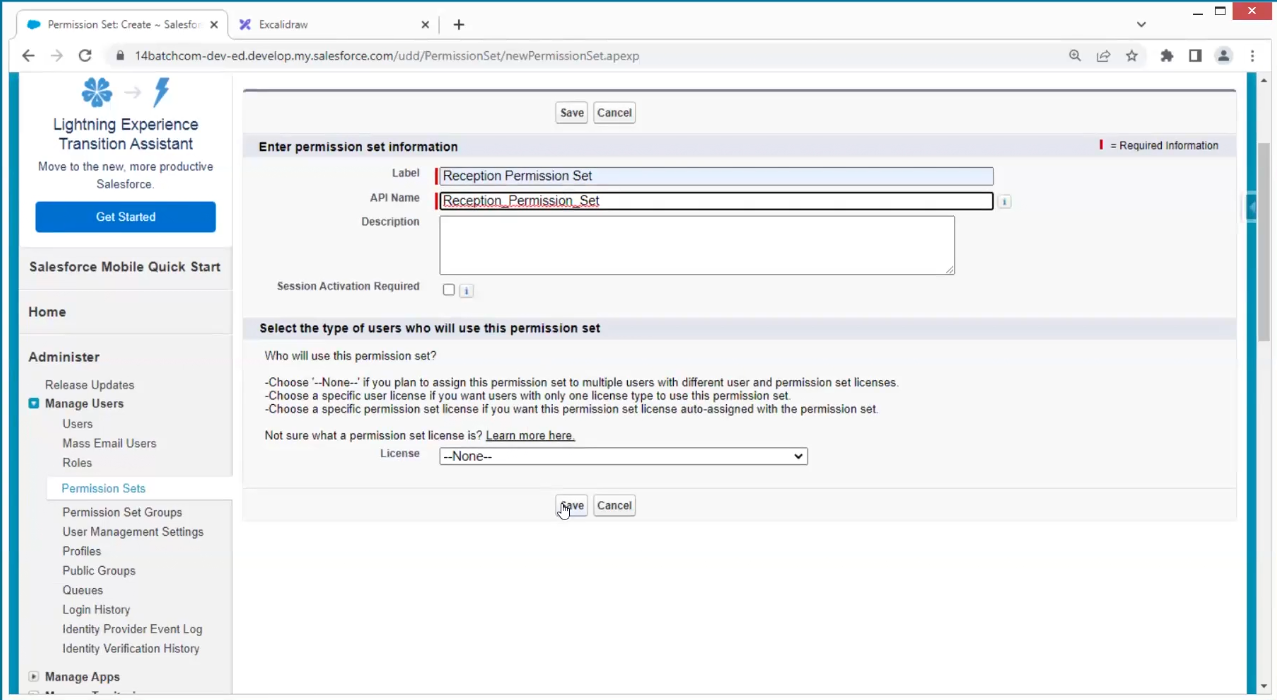 Permission Set: Create ~ Salesfor
Excalidraw
14batchcom-dev-ed.develop.my.salesforce.com/udd/PermissionSet/newPermissionSet.apexp
Lightning Experience
Transition Assistant
Move to the new, more productive
Salesforce.
Get Started
Salesforce Mobile Quick Start
Home
Administer
Release Updates
Manage Users
Users
Mass Email Users
Roles
Permission Sets
Permission Set Groups
User Management Settings
Profiles
Public Groups
Queues
Login History
Identity Provider Event Log
Identity Verification History
Manage Apps
Save Cancel
Enter permission set information
= Required Information
Label Reception Permission Set
API Name Reception_Permission_Set
Description
Session Activation Required
Select the type of users who will use this permission set
Who will use this permission set?
-Choose '--None--' if you plan to assign this permission set to multiple users with different user and permission set licenses.
-Choose a specific user license if you want users with only one license type to use this permission set.
-Choose a specific permission set license if you want this permission set license auto-assigned with the permission set.
Not sure what a permission set license is? Learn more here.
License --None--
Save Cancel